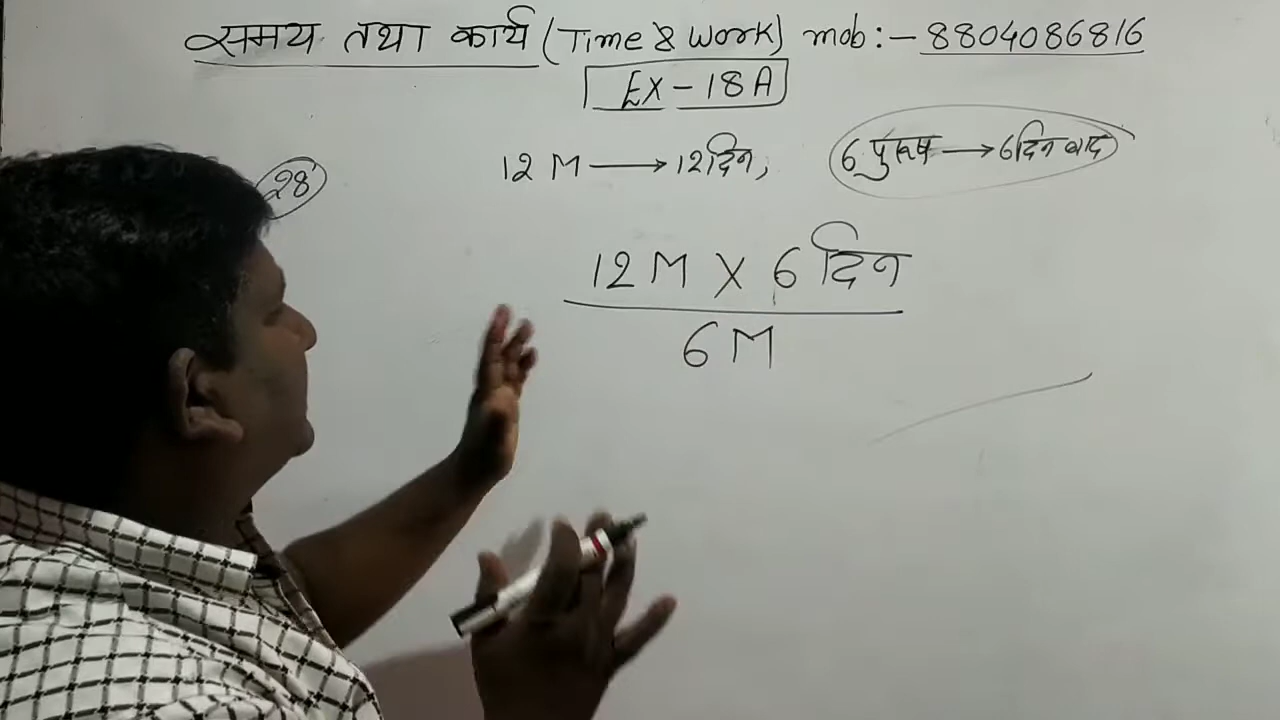 समय तथा कार्य (Time & Work) mob:- 8804086816
EX-18A
28
12 M → 12 दिन, 6 पुरूष → 6 दिन बाद
12 M X 6 दिन
6 M